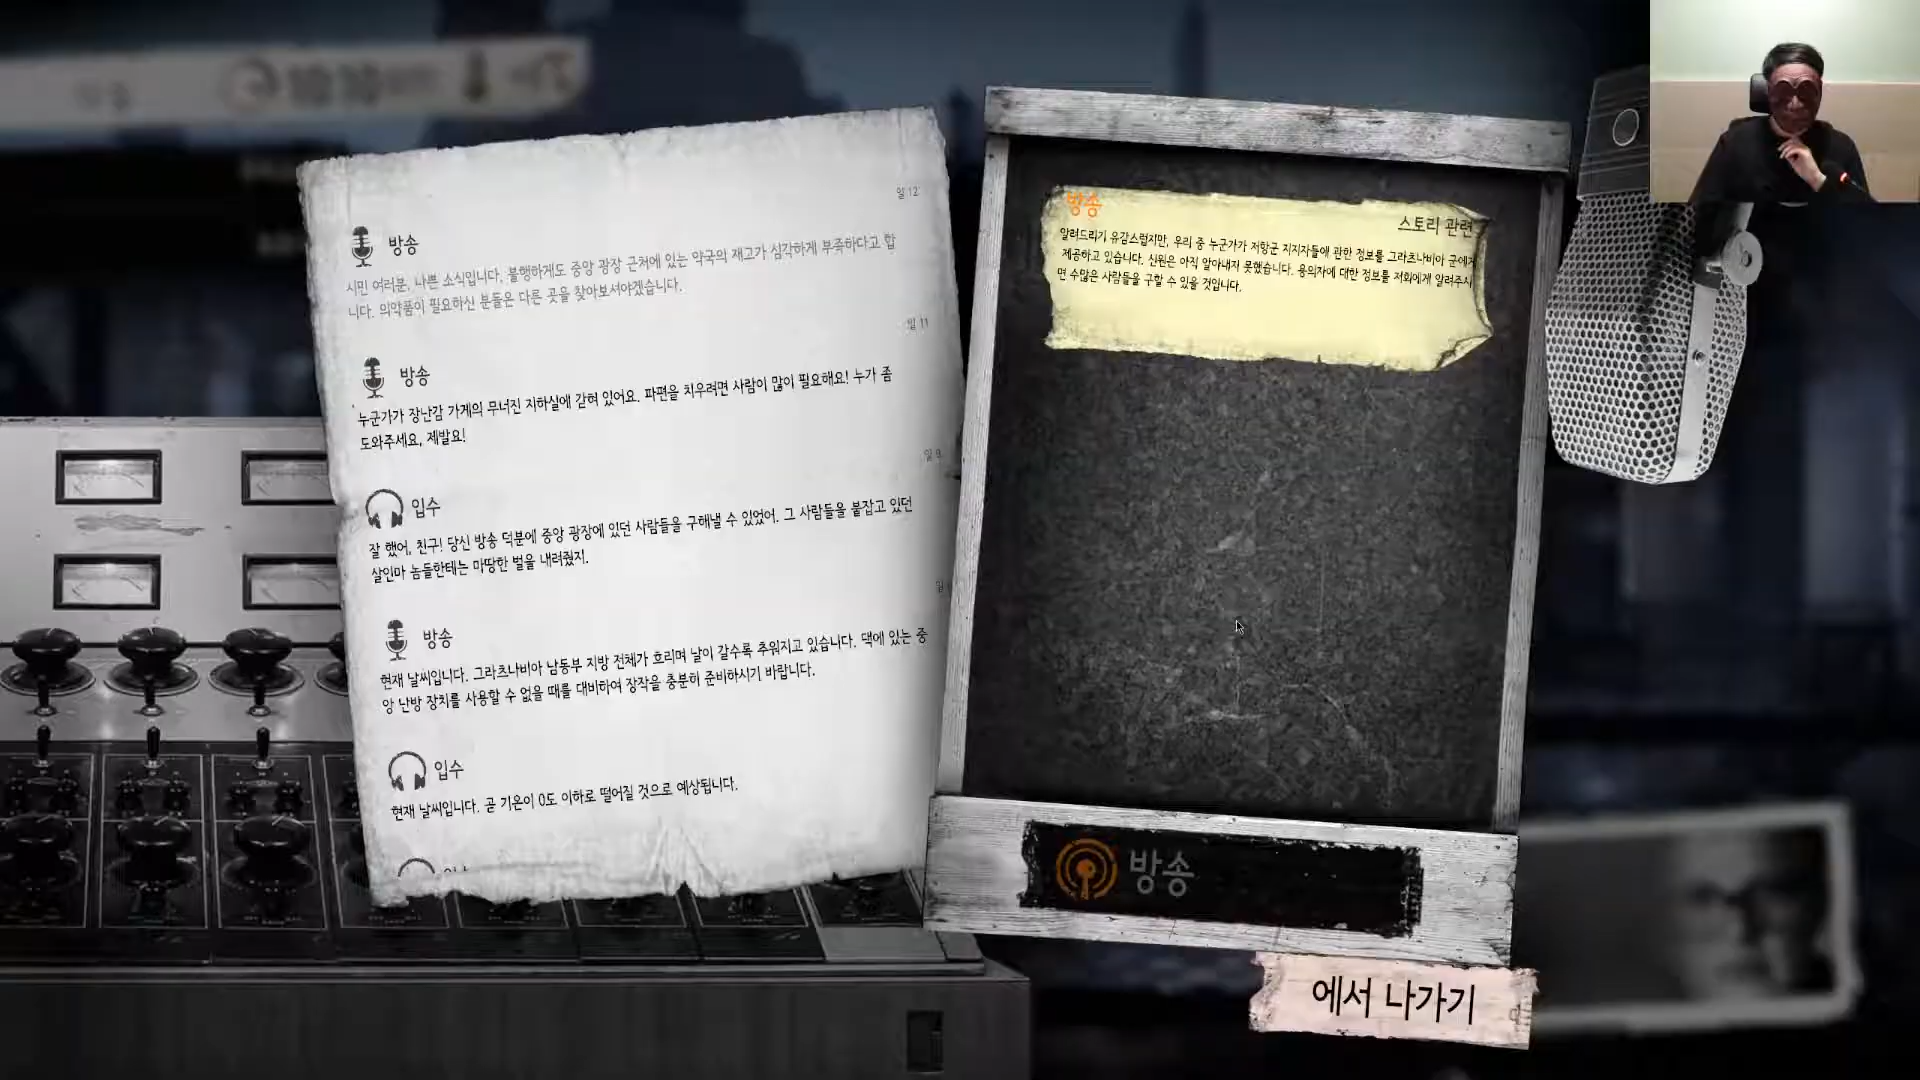 10:10
일 12
방송
시민 여러분, 나쁜 소식입니다. 불행하게도 중앙 광장 근처에 있는 약국의 재고가 심각하게 부족하다고 합
니다. 의약품이 필요하신 분들은 다른 곳을 찾아보셔야겠습니다.
일 11
방송
누군가가 장난감 가게의 무너진 지하실에 갇혀 있어요. 파편을 치우려면 사람이 많이 필요해요! 누가 좀
도와주세요, 제발요!
일 9
입수
잘 했어, 친구! 당신 방송 덕분에 중앙 광장에 있던 사람들을 구해낼 수 있었어. 그 사람들을 붙잡고 있던
살인마 놈들한테는 마땅한 벌을 내려줬지.
일
방송
현재 날씨입니다. 그라츠나비아 남동부 지방 전체가 흐리며 날이 갈수록 추워지고 있습니다. 댁에 있는 중
앙 난방 장치를 사용할 수 없을 때를 대비하여 장작을 충분히 준비하시기 바랍니다.
입수
현재 날씨입니다. 곧 기온이 0도 이하로 떨어질 것으로 예상됩니다.
방송
스토리 관련
알려드리기 유감스럽지만, 우리 중 누군가가 저항군 지지자들에 관한 정보를 그라츠나비아 군에게
제공하고 있습니다. 신원은 아직 알아내지 못했습니다. 용의자에 대한 정보를 저희에게 알려주시
면 수많은 사람들을 구할 수 있을 것입니다.
방송
에서 나가기